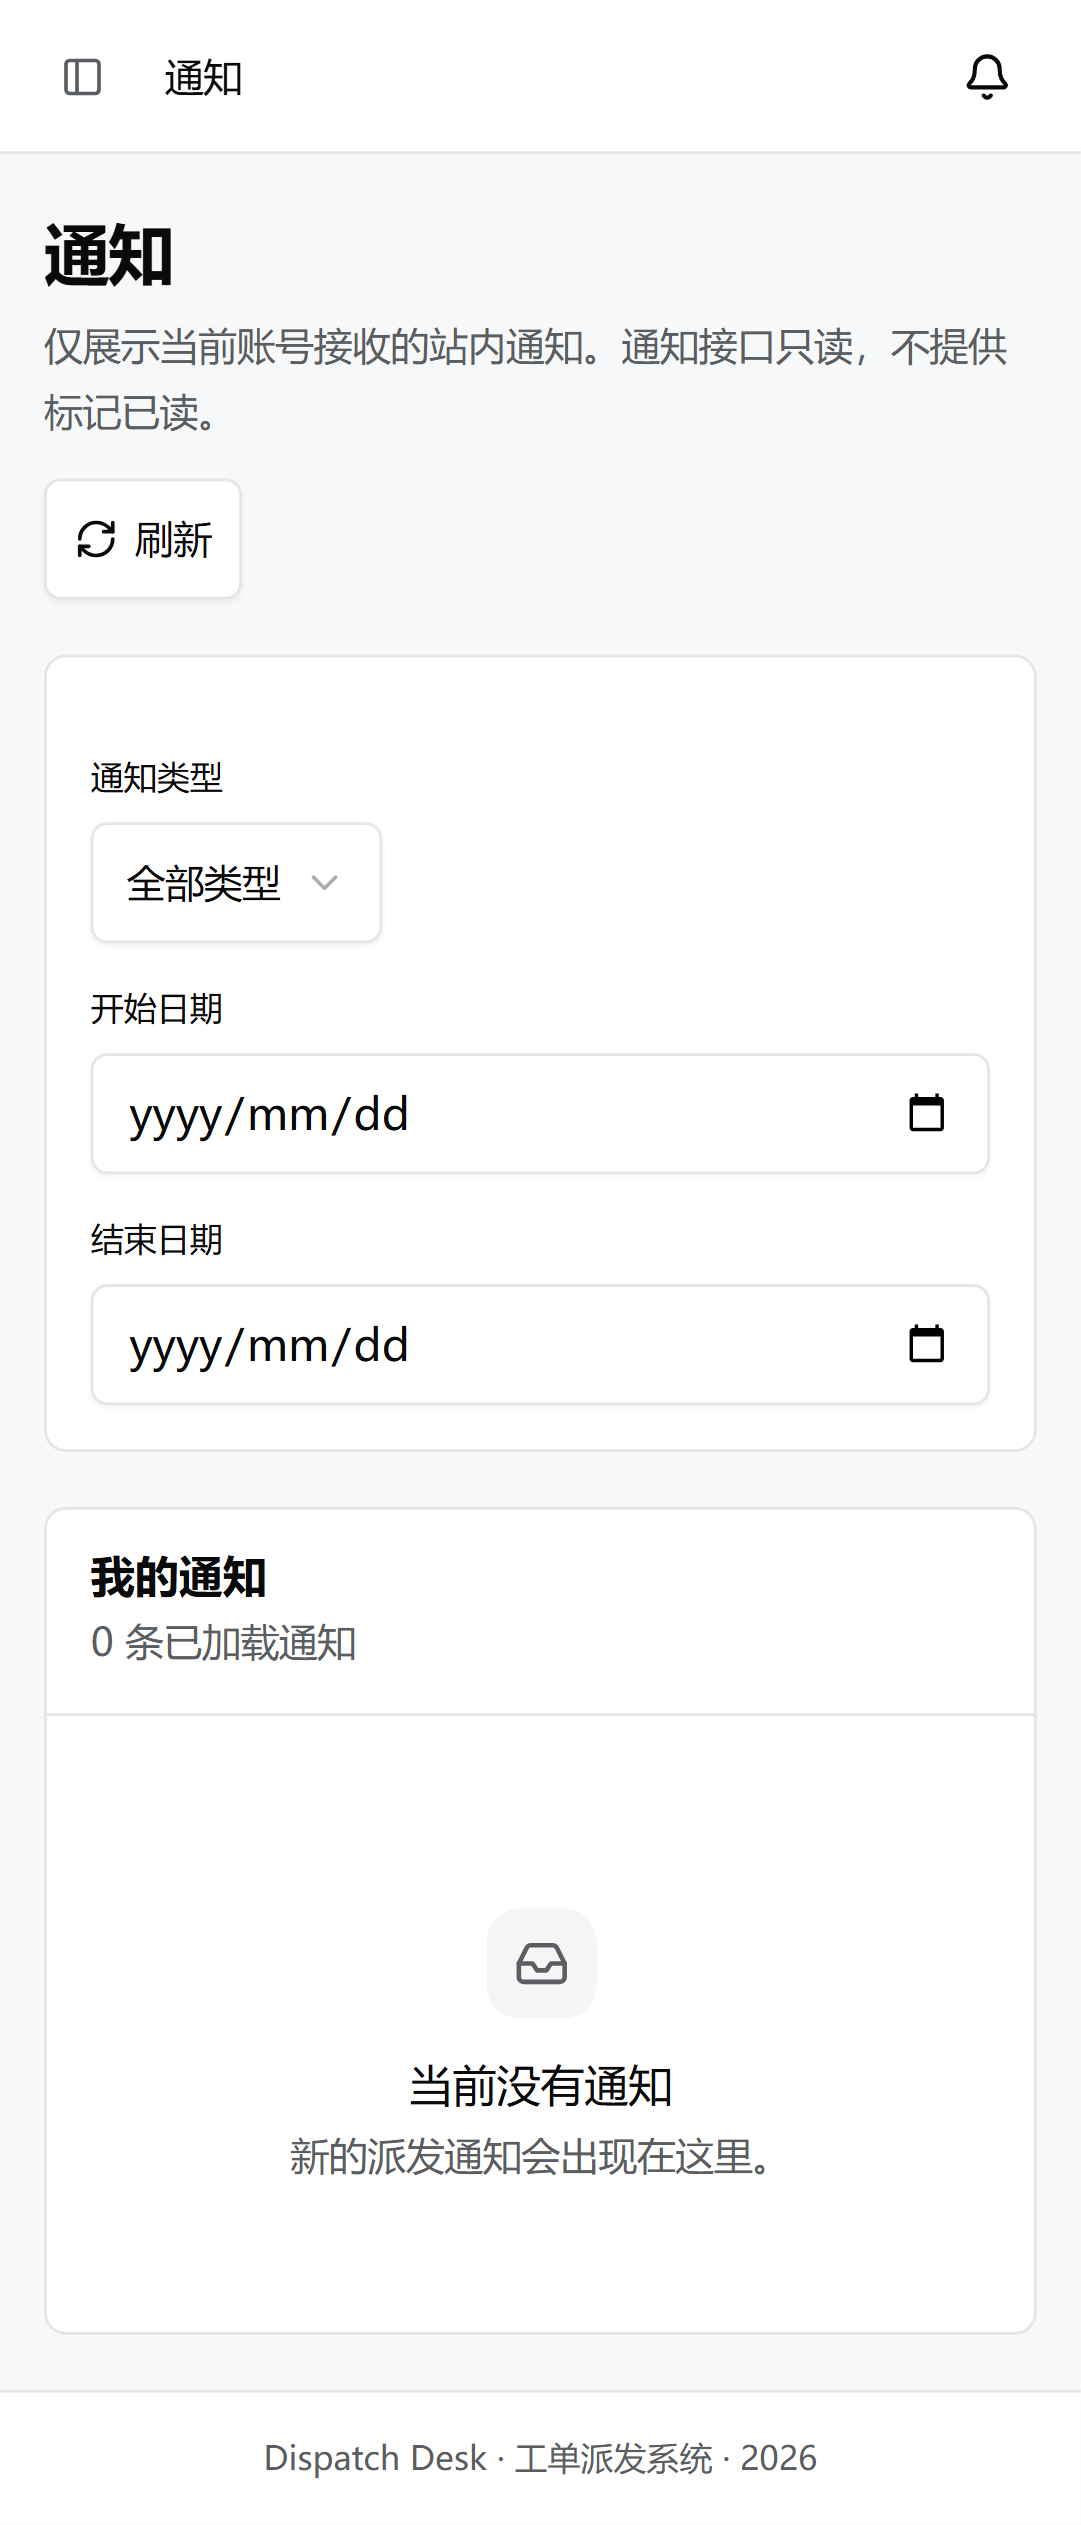 通知
通知
仅展示当前账号接收的站内通知。通知接口只读，不提供
标记已读。
刷新
通知类型
全部类型
开始日期
yyyy/mm/dd
结束日期
yyyy/mm/dd
我的通知
0 条已加载通知
当前没有通知
新的派发通知会出现在这里。
Dispatch Desk · 工单派发系统 · 2026